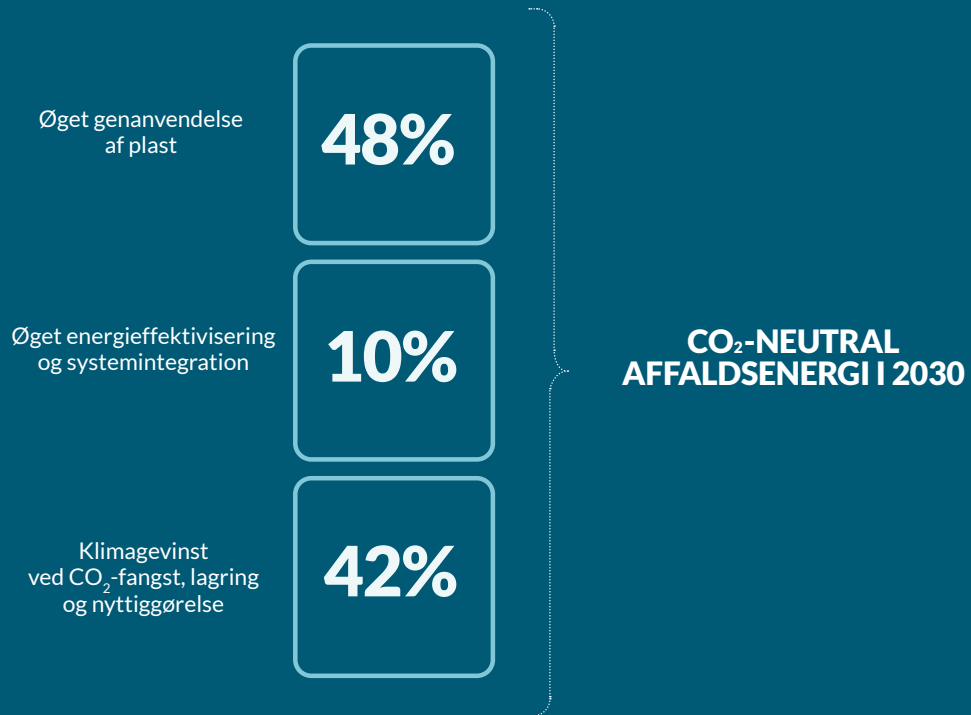 Øget genanvendelse
af plast
48%
Øget energieffektivisering
og systemintegration
10%
Klimagevinst
ved CO₂-fangst, lagring
og nyttiggørelse
42%
CO₂-NEUTRAL
AFFALDSENERGI I 2030